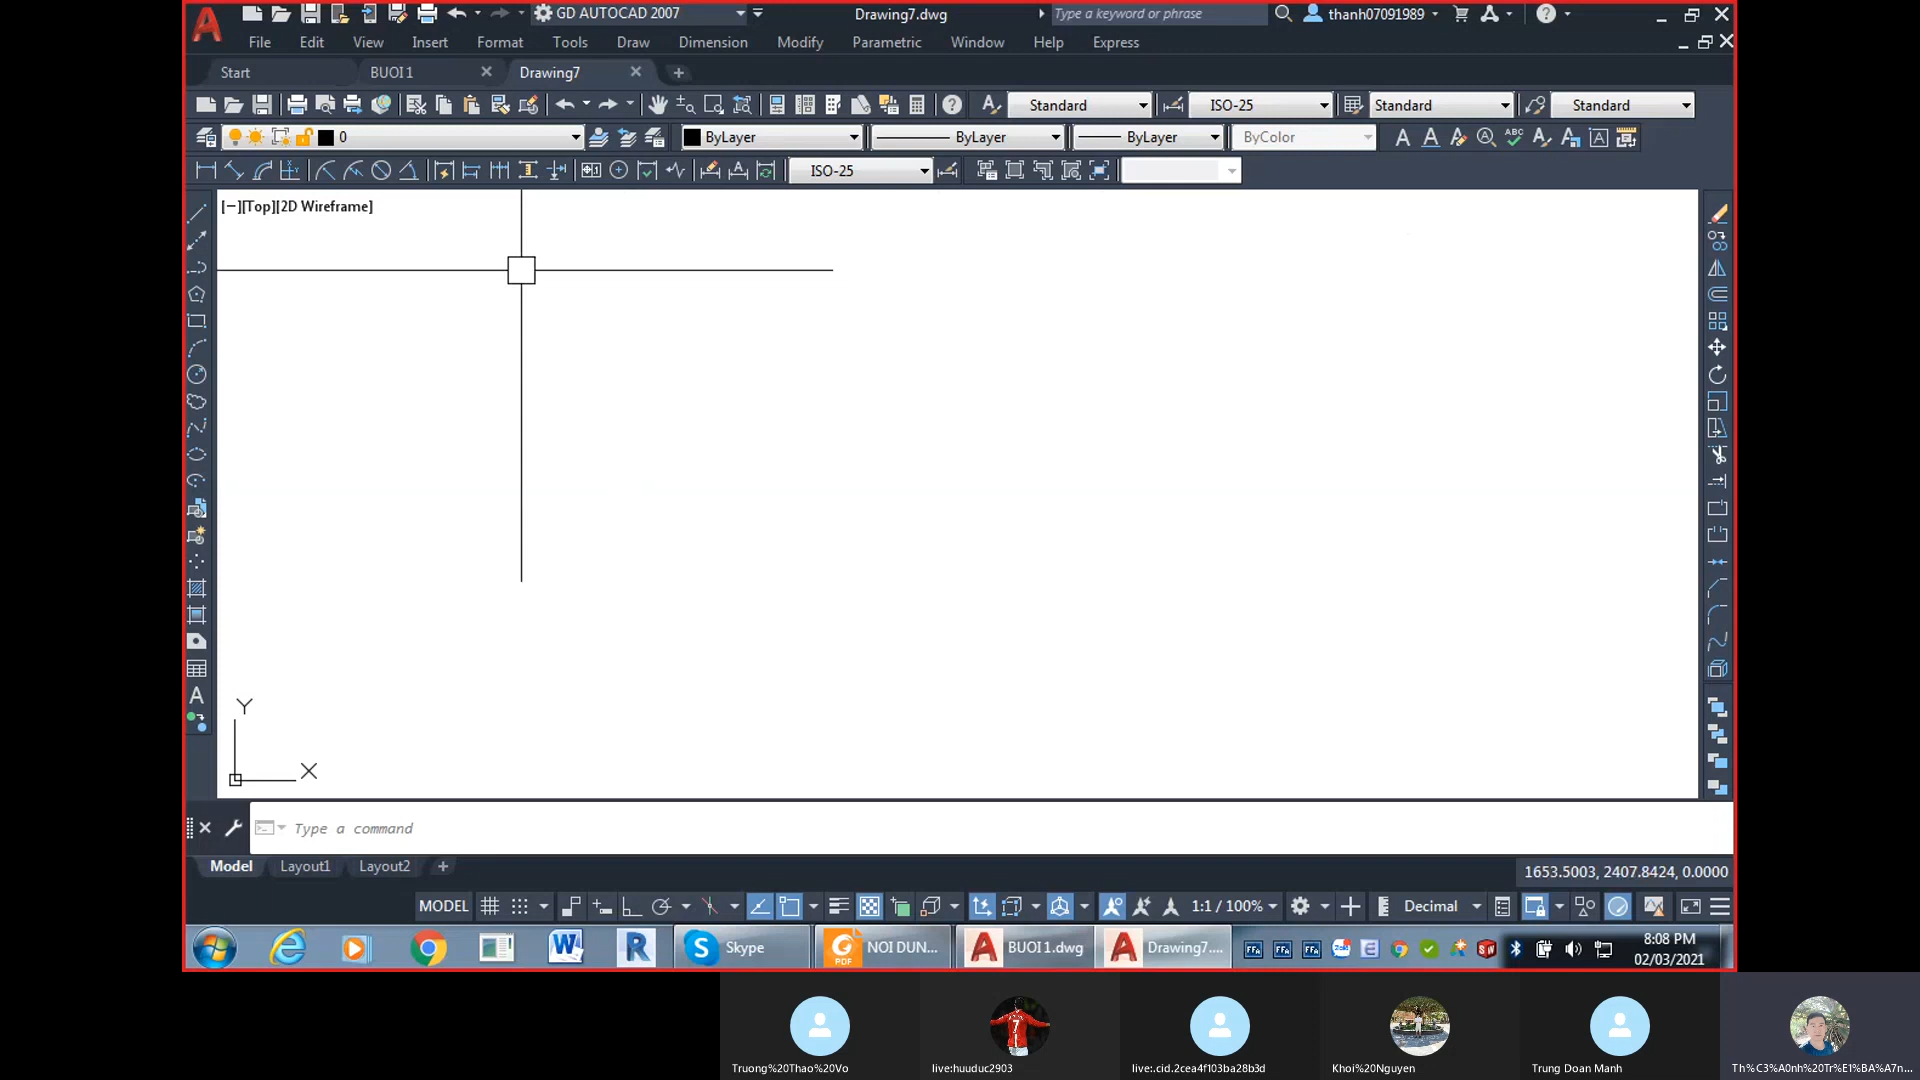 GD AUTOCAD 2007
Drawing7.dwg
Type a keyword or phrase
thanh07091989
File Edit View Insert Format Tools Draw Dimension Modify Parametric Window Help Express
Start
BUOI 1
Drawing7
Standard
ISO-25
Standard
Standard
0
ByLayer
ByLayer
ByLayer
ByColor
ISO-25
[−][Top][2D Wireframe]
Y
X
Type a command
Model
Layout1
Layout2
1653.5003, 2407.8424, 0.0000
MODEL
1:1 / 100%
Decimal
Skype
NOI DUN...
BUOI 1.dwg
Drawing7....
8:08 PM
02/03/2021
Truong%20Thao%20Vo
live:huuduc2903
live:.cid.2cea4f103ba28b3d
Khoi%20Nguyen
Trung Doan Manh
Th%C3%A0nh%20Tr%E1%BA%A7n...